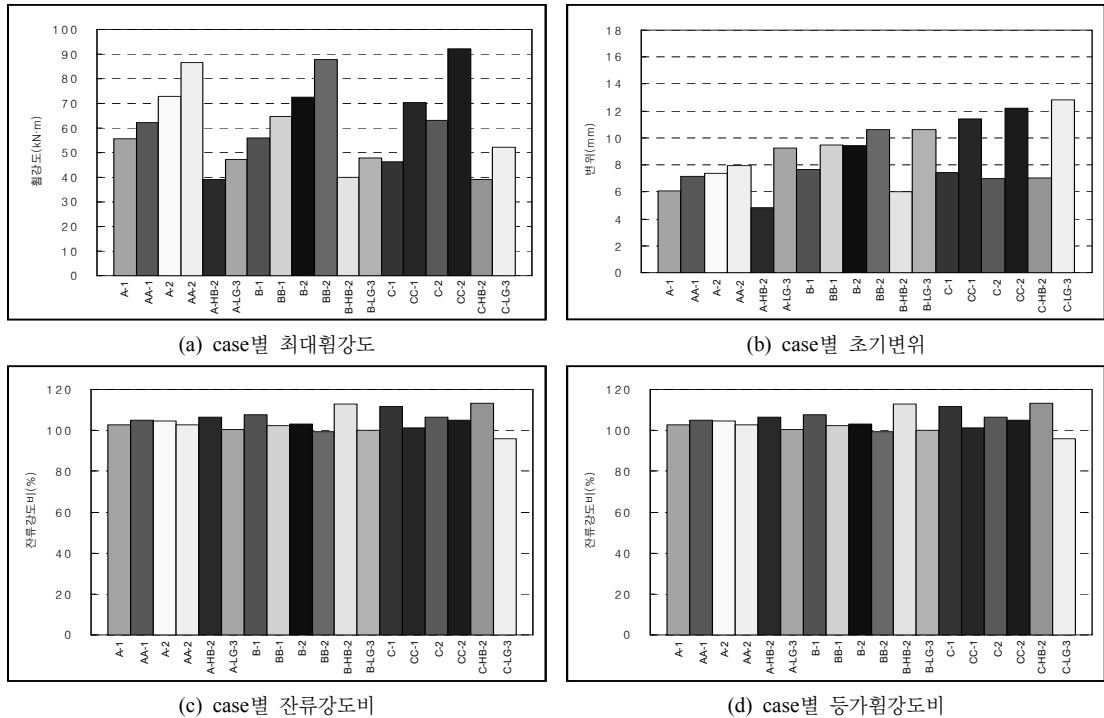 휨강도(kN·m)
100
90
80
70
60
50
40
30
20
10
0
A-1 AA-1 A-2 AA-2 A-HB-2 A-LG-3 B-1 BB-1 B-2 BB-2 B-HB-2 B-LG-3 C-1 CC-1 C-2 CC-2 C-HB-2 C-LG-3
(a) case별 최대휨강도
변위(mm)
18
16
14
12
10
8
6
4
2
0
A-1 AA-1 A-2 AA-2 A-HB-2 A-LG-3 B-1 BB-1 B-2 BB-2 B-HB-2 B-LG-3 C-1 CC-1 C-2 CC-2 C-HB-2 C-LG-3
(b) case별 초기변위
잔류강도비(%)
120
100
80
60
40
20
0
A-1 AA-1 A-2 AA-2 A-HB-2 A-LG-3 B-1 BB-1 B-2 BB-2 B-HB-2 B-LG-3 C-1 CC-1 C-2 CC-2 C-HB-2 C-LG-3
(c) case별 잔류강도비
잔류강도비(%)
120
100
80
60
40
20
0
A-1 AA-1 A-2 AA-2 A-HB-2 A-LG-3 B-1 BB-1 B-2 BB-2 B-HB-2 B-LG-3 C-1 CC-1 C-2 CC-2 C-HB-2 C-LG-3
(d) case별 등가휨강도비